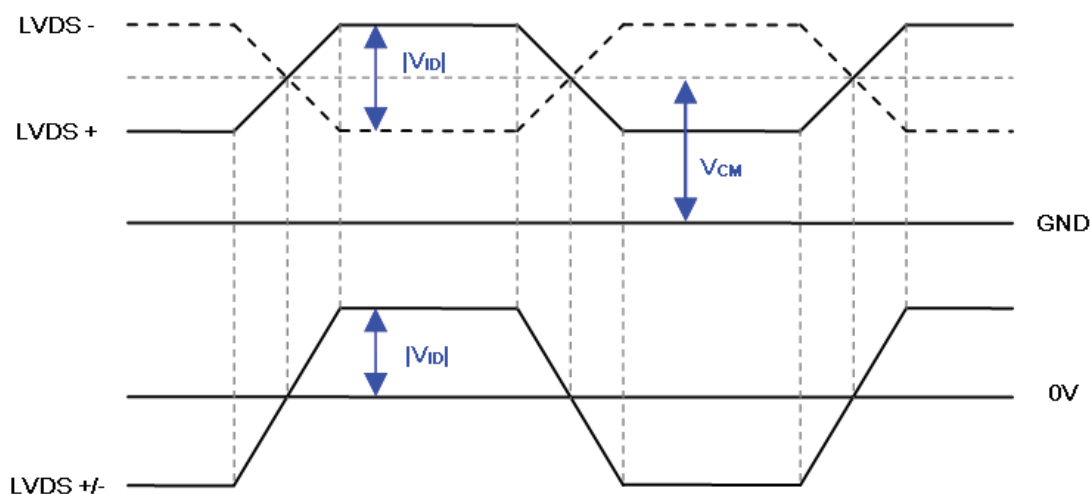 LVDS -
|VID|
LVDS +
VCM
GND
|VID|
0V
LVDS +/-